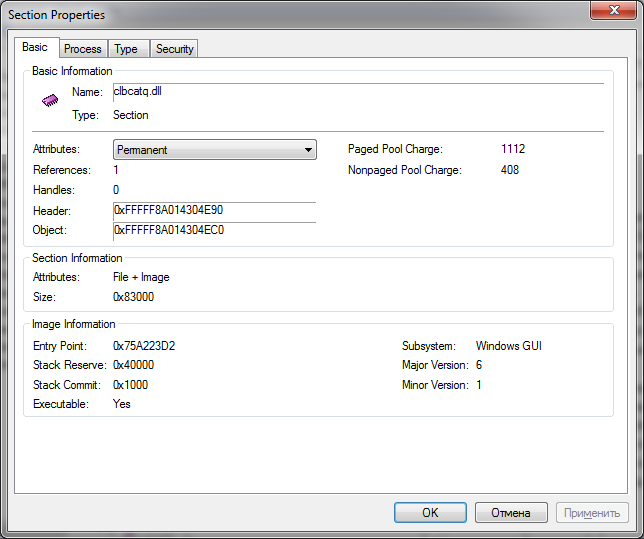 Section Properties
Basic Process Type Security
Basic Information
Name: clbcatq.dll
Type: Section
Attributes: Permanent Paged Pool Charge: 1112
References: 1 Nonpaged Pool Charge: 408
Handles: 0
Header: 0xFFFFF8A014304E90
Object: 0xFFFFF8A014304EC0
Section Information
Attributes: File + Image
Size: 0x83000
Image Information
Entry Point: 0x75A223D2 Subsystem: Windows GUI
Stack Reserve: 0x40000 Major Version: 6
Stack Commit: 0x1000 Minor Version: 1
Executable: Yes
OK Отмена Применить